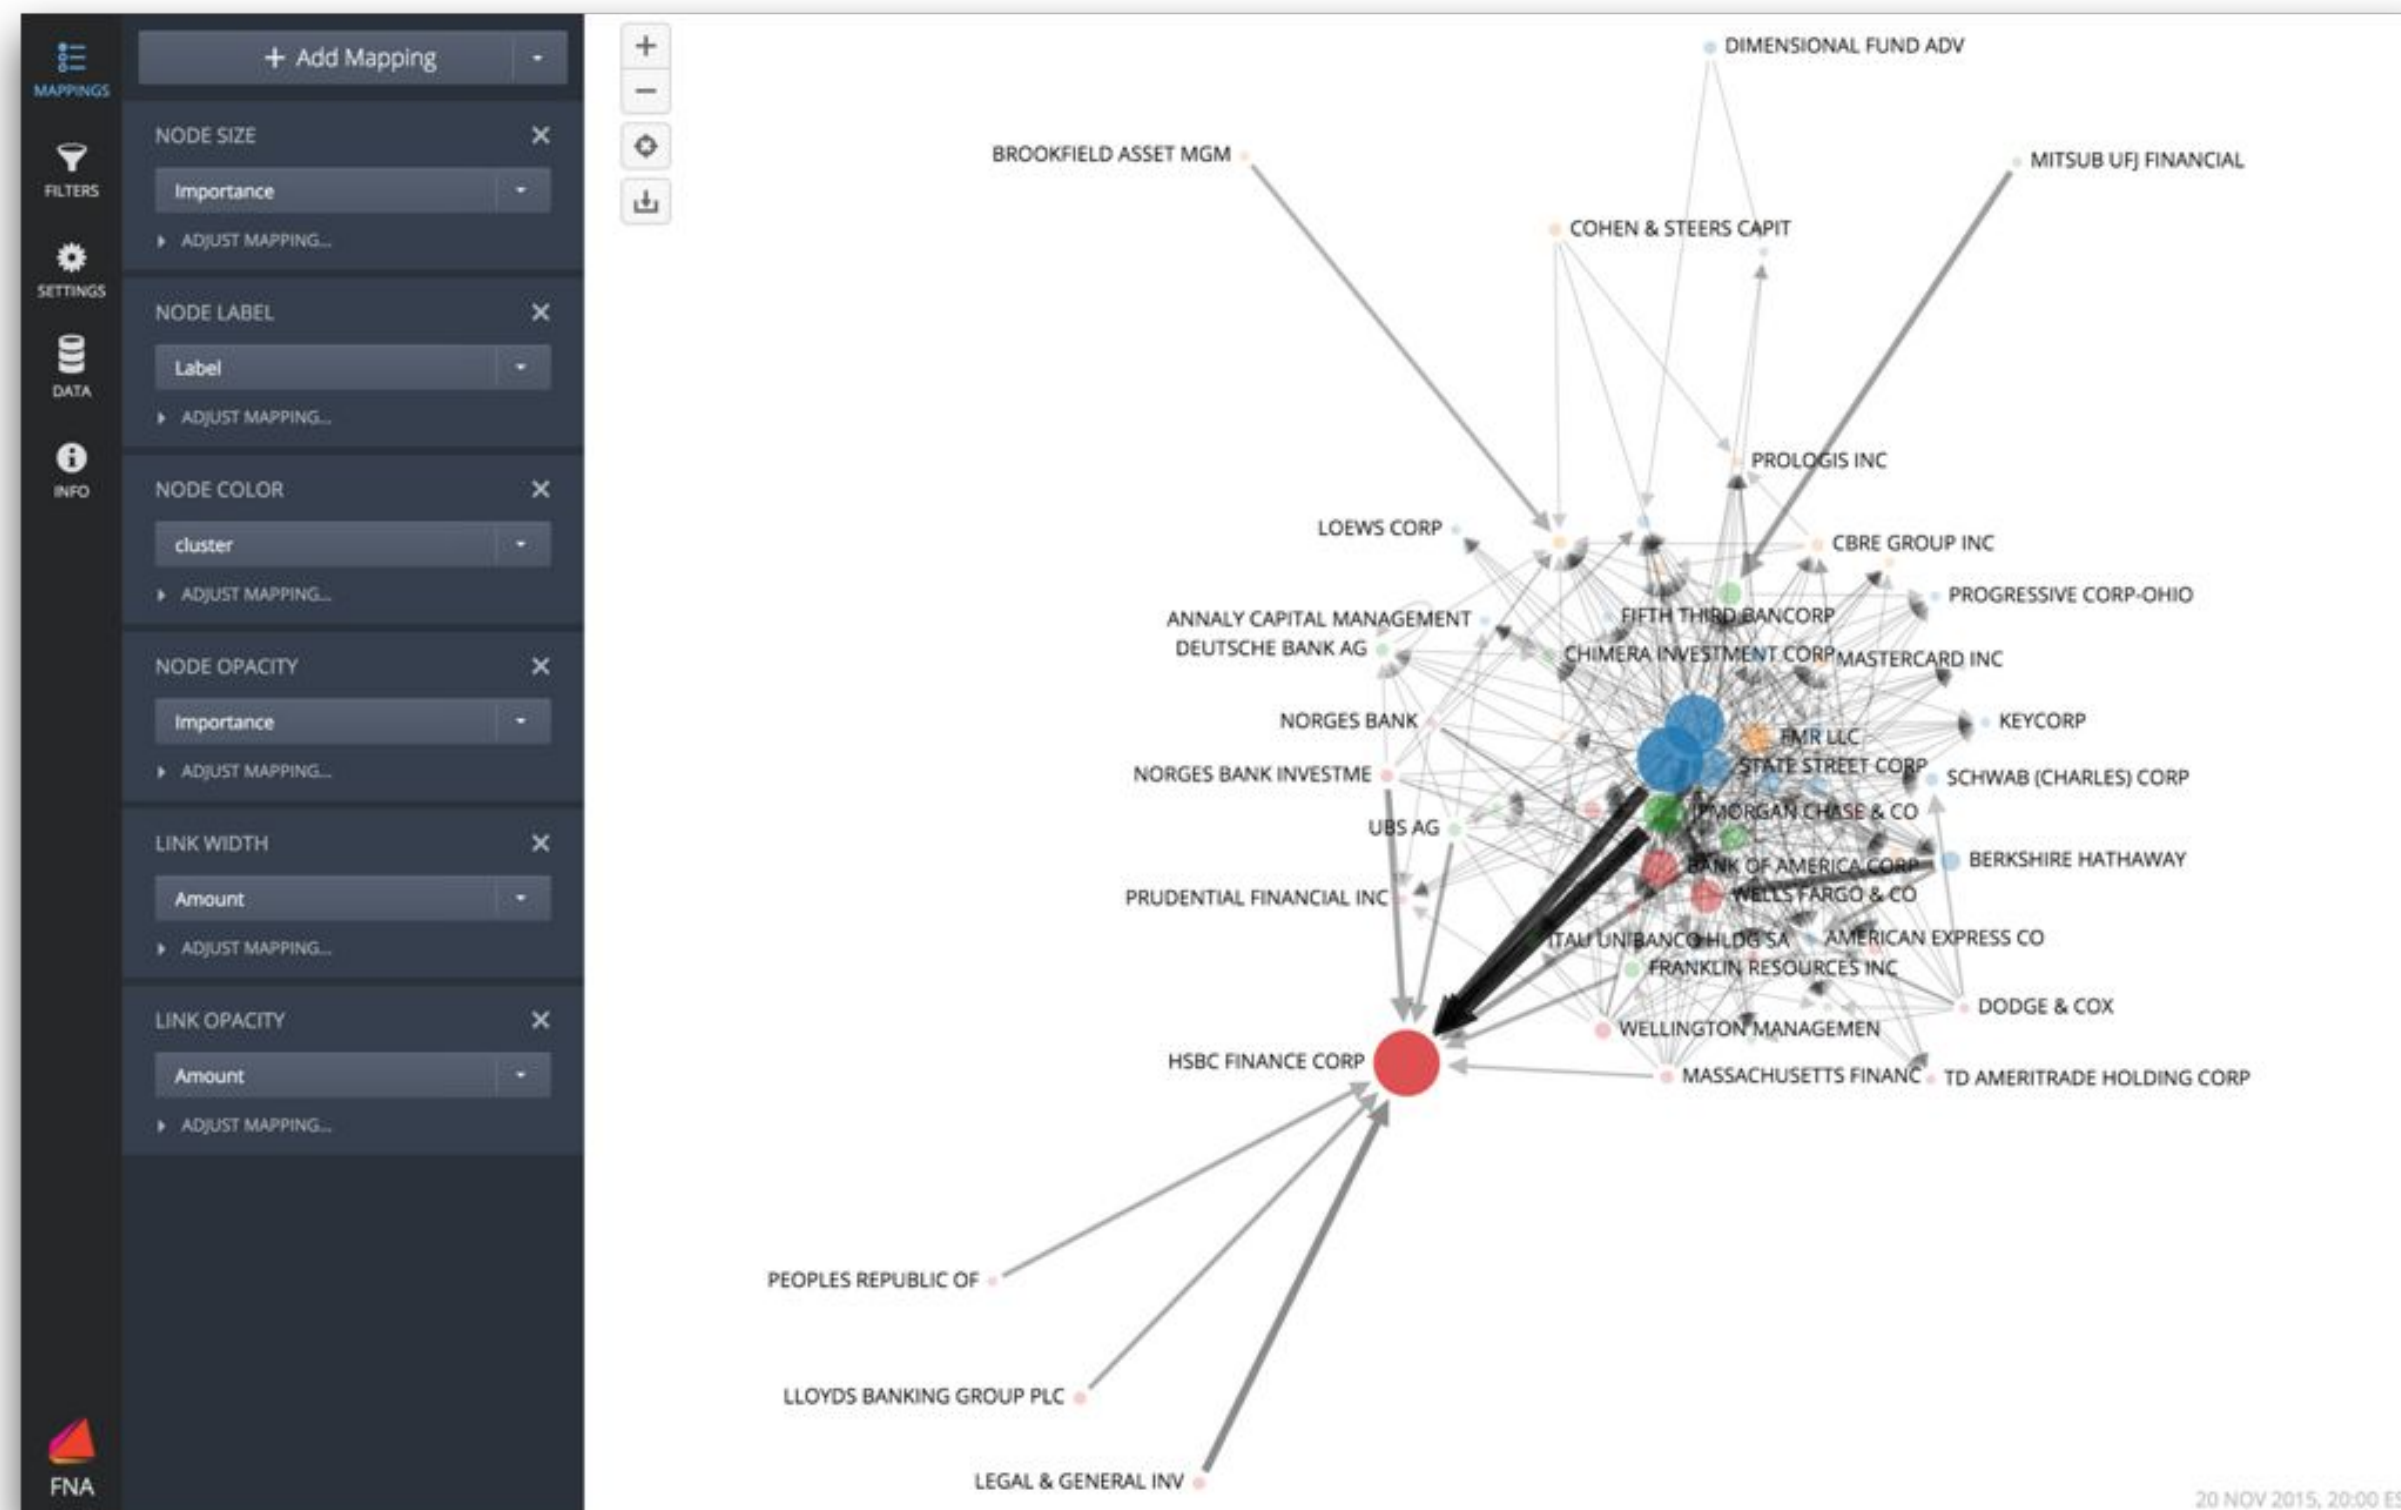 MAPPINGS
FILTERS
SETTINGS
DATA
INFO
FNA
+ Add Mapping
NODE SIZE
Importance
ADJUST MAPPING...
NODE LABEL
Label
ADJUST MAPPING...
NODE COLOR
cluster
ADJUST MAPPING...
NODE OPACITY
Importance
ADJUST MAPPING...
LINK WIDTH
Amount
ADJUST MAPPING...
LINK OPACITY
Amount
ADJUST MAPPING...
DIMENSIONAL FUND ADV
BROOKFIELD ASSET MGM
MITSUB UFJ FINANCIAL
COHEN & STEERS CAPIT
PROLOGIS INC
LOEWS CORP
CBRE GROUP INC
PROGRESSIVE CORP-OHIO
FIFTH THIRD BANCORP
ANNALY CAPITAL MANAGEMENT
DEUTSCHE BANK AG
CHIMERA INVESTMENT CORP
MASTERCARD INC
NORGES BANK
KEYCORP
FMR LLC
STATE STREET CORP
NORGES BANK INVESTME
SCHWAB (CHARLES) CORP
JPMORGAN CHASE & CO
UBS AG
BANK OF AMERICA CORP
BERKSHIRE HATHAWAY
WELLS FARGO & CO
PRUDENTIAL FINANCIAL INC
ITAU UNIBANCO HLDG SA
AMERICAN EXPRESS CO
FRANKLIN RESOURCES INC
DODGE & COX
WELLINGTON MANAGEMEN
HSBC FINANCE CORP
MASSACHUSETTS FINANC
TD AMERITRADE HOLDING CORP
PEOPLES REPUBLIC OF
LLOYDS BANKING GROUP PLC
LEGAL & GENERAL INV
20 NOV 2015, 20:00 ES